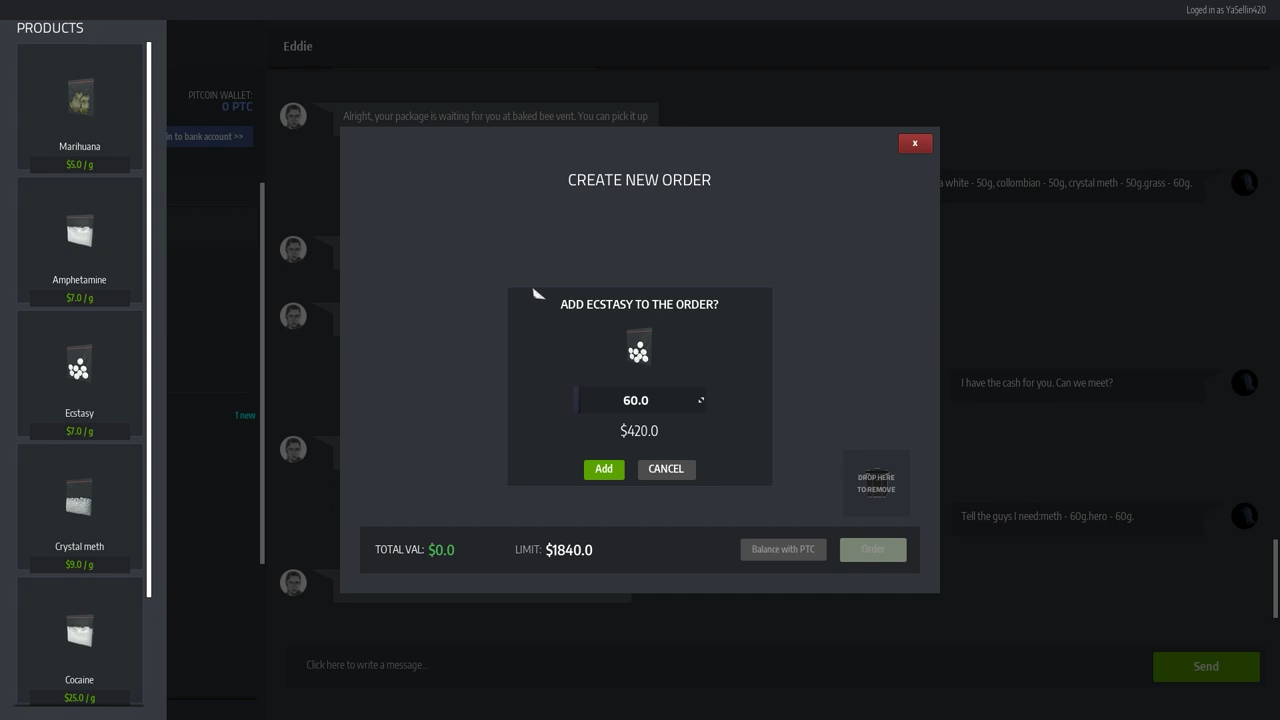 Loged in as YaSellin420
PRODUCTS
Marihuana
$5.0 / g
Amphetamine
$7.0 / g
Ecstasy
$7.0 / g
Crystal meth
$9.0 / g
Cocaine
$25.0 / g
PITCOIN WALLET:
0 PTC
in to bank account >>
1 new
Eddie
Alright, your package is waiting for you at baked bee vent. You can pick it up
a white - 50g, collombian - 50g, crystal meth - 50g.grass - 60g.
I have the cash for you. Can we meet?
Tell the guys I need:meth - 60g.hero - 60g.
x
CREATE NEW ORDER
ADD ECSTASY TO THE ORDER?
60.0
$420.0
Add
CANCEL
DROP HERE
TO REMOVE
TOTAL VAL: $0.0
LIMIT: $1840.0
Balance with PTC
Order
Click here to write a message...
Send